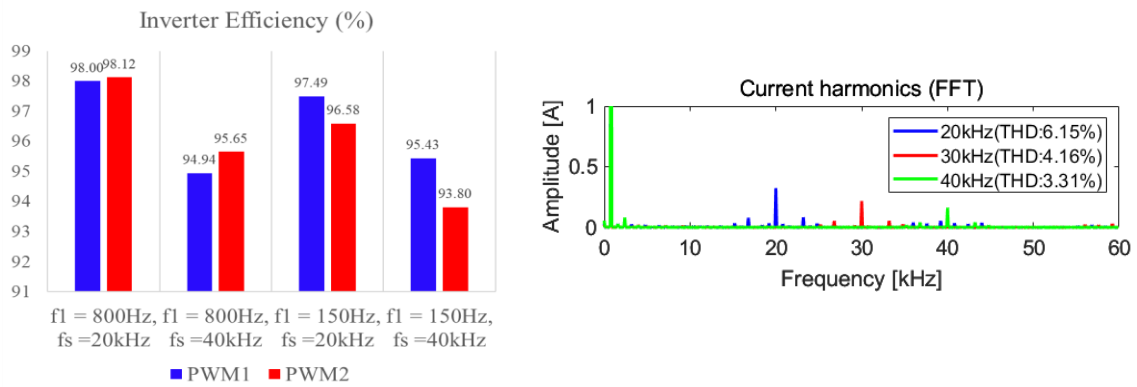 Inverter Efficiency (%)
99
98
97
96
95
94
93
92
91
98.00
98.12
94.94
95.65
97.49
96.58
95.43
93.80
f1 = 800Hz, fs =20kHz
f1 = 800Hz, fs =40kHz
f1 = 150Hz, fs =20kHz
f1 = 150Hz, fs =40kHz
PWM1
PWM2
Current harmonics (FFT)
Amplitude [A]
1
0.5
0
20kHz(THD:6.15%)
30kHz(THD:4.16%)
40kHz(THD:3.31%)
0
10
20
30
40
50
60
Frequency [kHz]